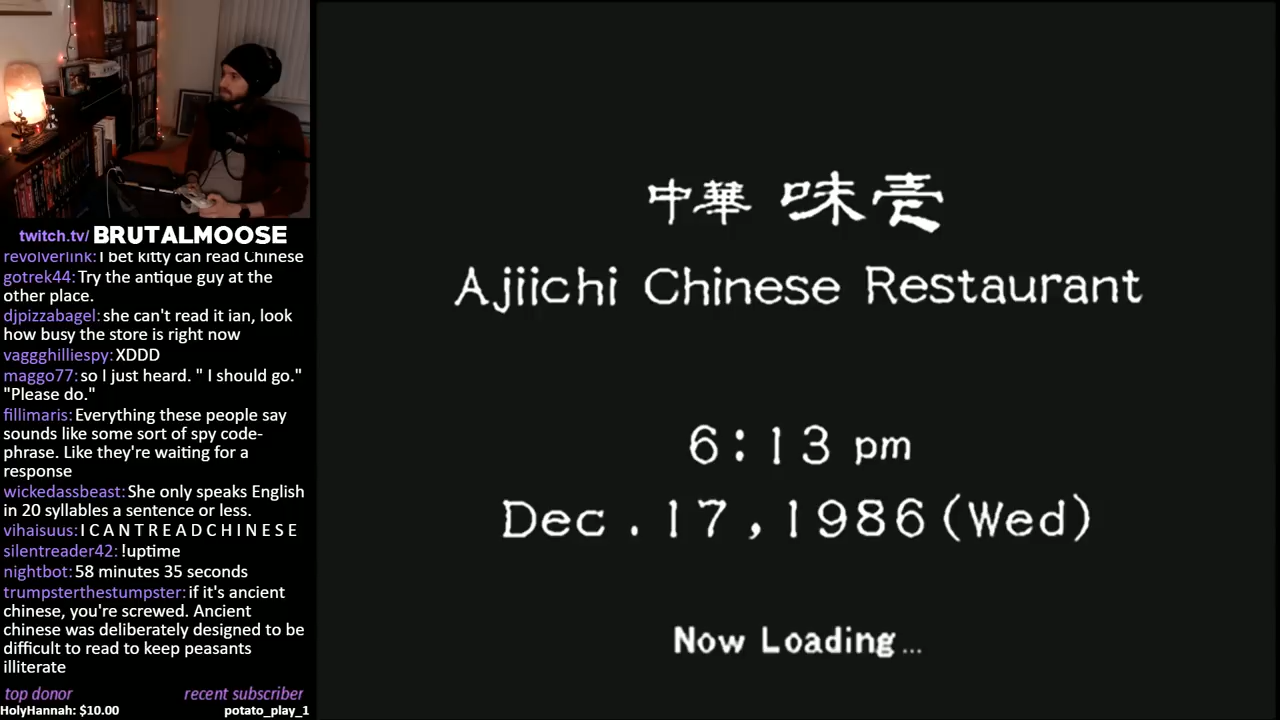 twitch.tv/ BRUTALMOOSE
revolverlink: I bet kitty can read Chinese
gotrek44: Try the antique guy at the
other place.
djpizzabagel: she can't read it ian, look
how busy the store is right now
vaggghilliespy: XDDD
maggo77: so I just heard. " I should go."
"Please do."
fillimaris: Everything these people say
sounds like some sort of spy code-
phrase. Like they're waiting for a
response
wickedassbeast: She only speaks English
in 20 syllables a sentence or less.
vihaisuus: I C A N T R E A D C H I N E S E
silentreader42: !uptime
nightbot: 58 minutes 35 seconds
trumpsterthestumpster: if it's ancient
chinese, you're screwed. Ancient
chinese was deliberately designed to be
difficult to read to keep peasants
illiterate
top donor recent subscriber
HolyHannah: $10.00 potato_play_1
中華 味壱
Ajiichi Chinese Restaurant
6:13 pm
Dec.17,1986(Wed)
Now Loading...